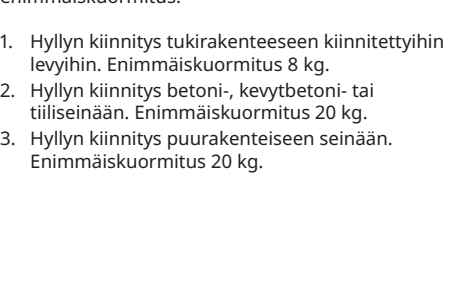 enimmäiskuormitus.
1. Hyllyn kiinnitys tukirakenteeseen kiinnitettyihin
levyihin. Enimmäiskuormitus 8 kg.
2. Hyllyn kiinnitys betoni-, kevytbetoni- tai
tiiliseinään. Enimmäiskuormitus 20 kg.
3. Hyllyn kiinnitys puurakenteiseen seinään.
Enimmäiskuormitus 20 kg.